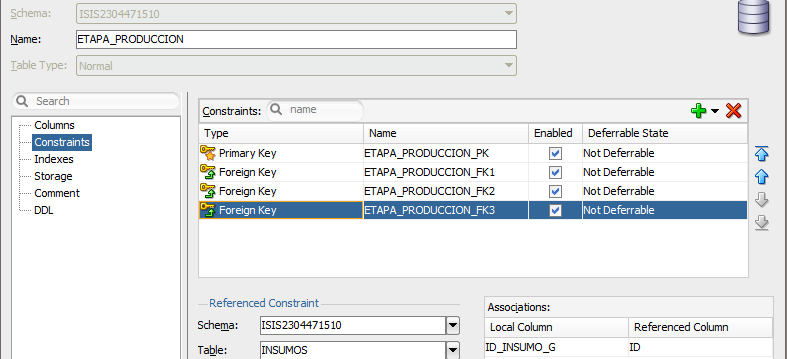 Schema: ISIS2304471510
Name: ETAPA_PRODUCCION
Table Type: Normal
Search
Columns
Constraints
Indexes
Storage
Comment
DDL
Constraints: name
Type Name Enabled Deferrable State
Primary Key ETAPA_PRODUCCION_PK Not Deferrable
Foreign Key ETAPA_PRODUCCION_FK1 Not Deferrable
Foreign Key ETAPA_PRODUCCION_FK2 Not Deferrable
Foreign Key ETAPA_PRODUCCION_FK3 Not Deferrable
Referenced Constraint
Schema: ISIS2304471510
Table: INSUMOS
Associations:
Local Column Referenced Column
ID_INSUMO_G ID